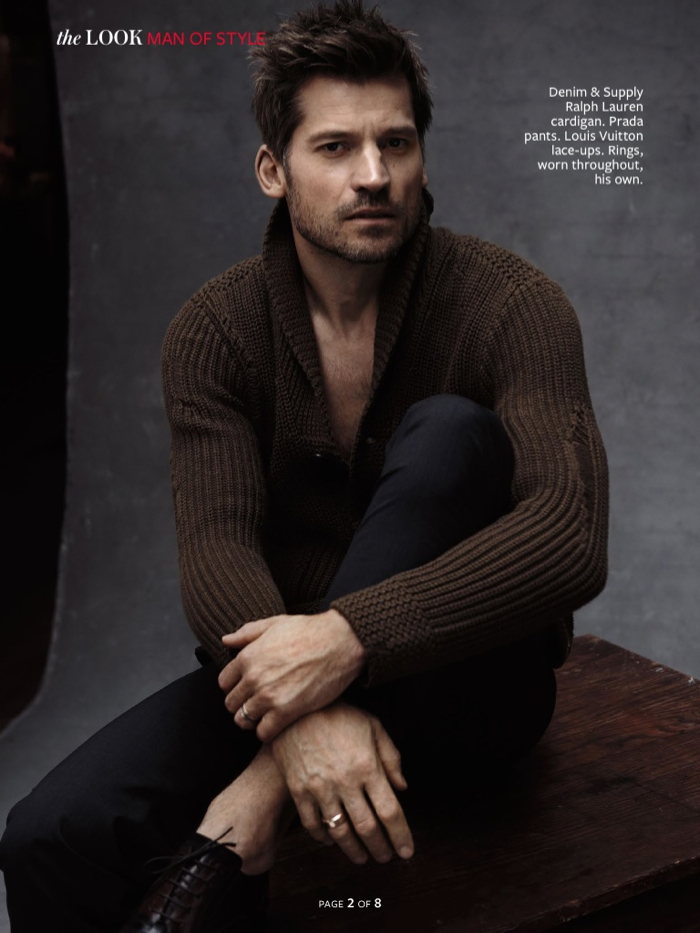 the LOOK MAN OF STYLE
Denim & Supply
Ralph Lauren
cardigan. Prada
pants. Louis Vuitton
lace-ups. Rings,
worn throughout,
his own.
PAGE 2 OF 8